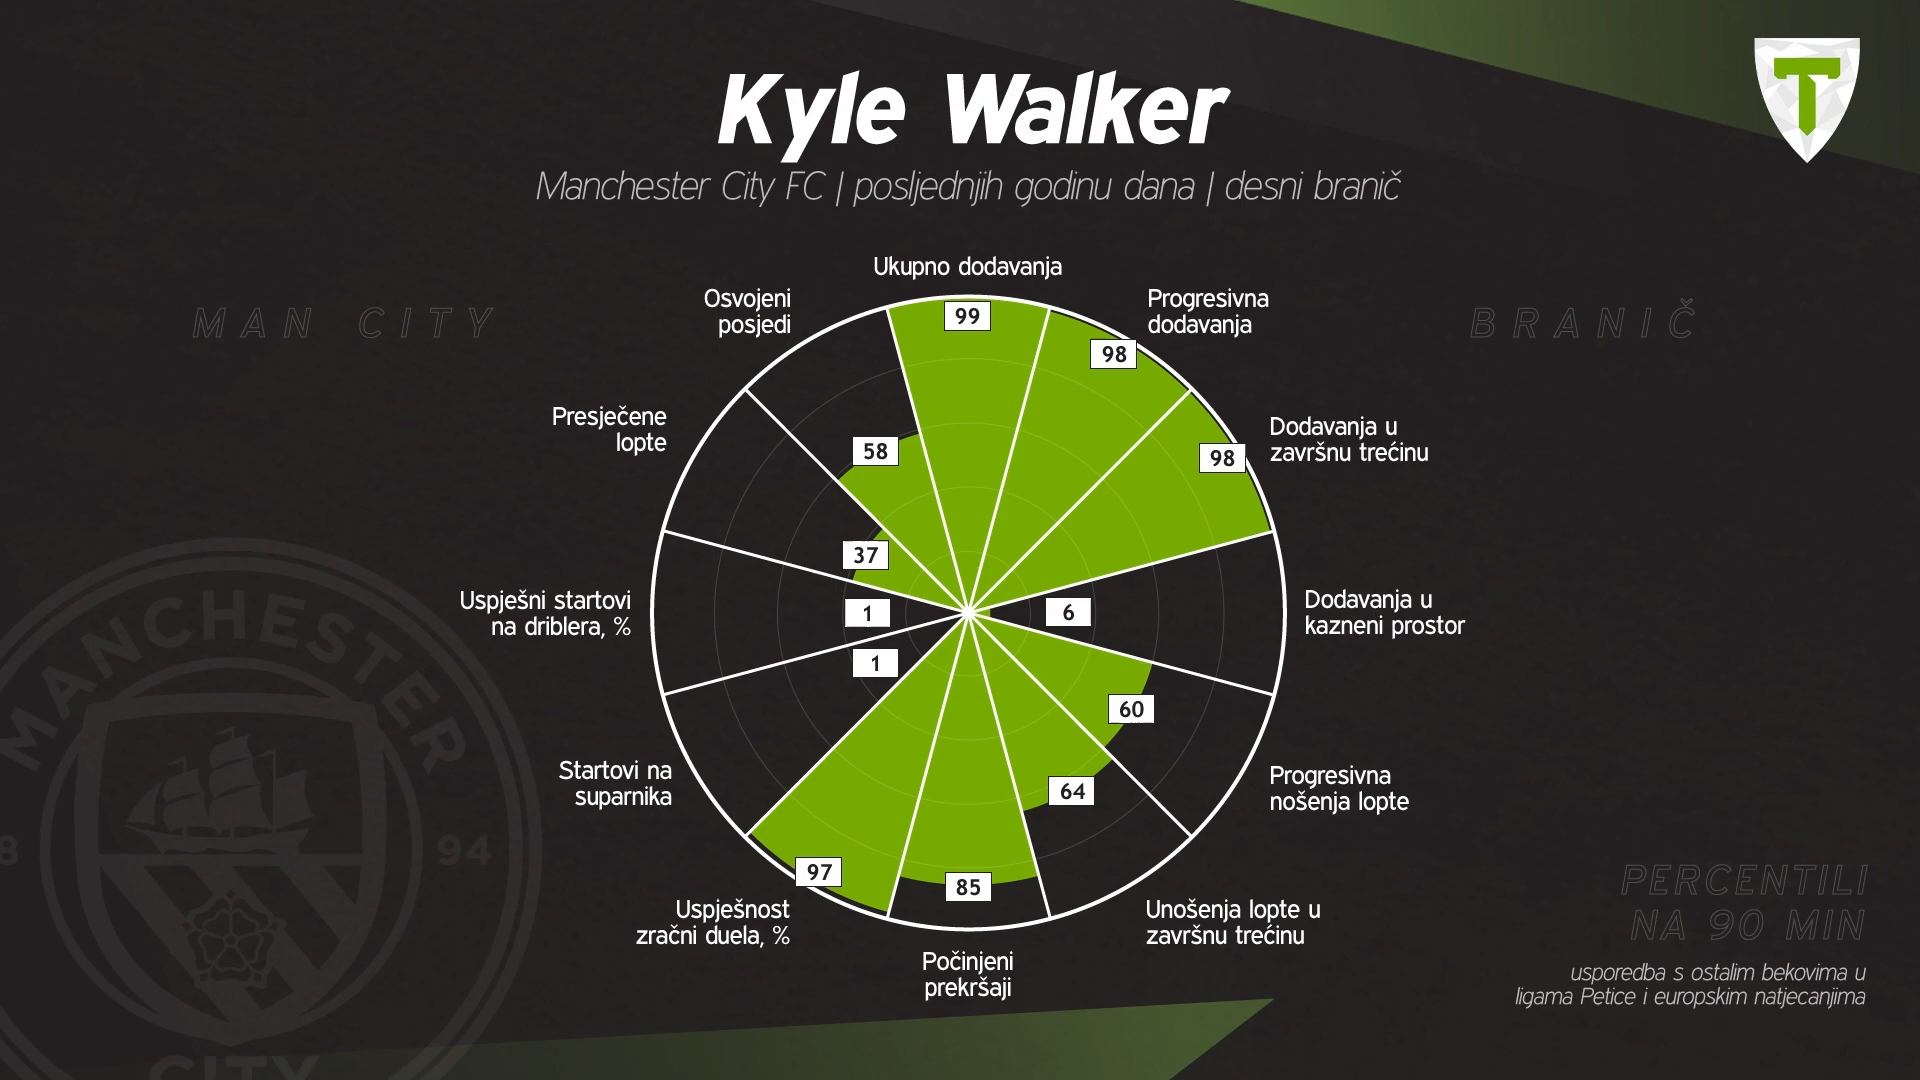 T
Kyle Walker
Manchester City FC | posljednjih godinu dana | desni branič
MAN CITY
BRANIČ
Ukupno dodavanja
99
Progresivna
dodavanja
98
Dodavanja u
završnu trećinu
98
Dodavanja u
kazneni prostor
6
Progresivna
nošenja lopte
60
Unošenja lopte u
završnu trećinu
64
Počinjeni
prekršaji
85
Uspješnost
zračni duela, %
97
Startovi na
suparnika
1
Uspješni startovi
na driblera, %
1
Presječene
lopte
37
Osvojeni
posjedi
58
MANCHESTER
8
94
CITY
PERCENTILI
NA 90 MIN
usporedba s ostalim bekovima u
ligama Petice i europskim natjecanjima